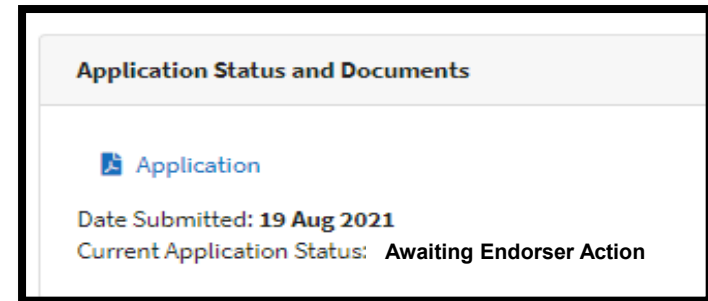 Application Status and Documents
Application
Date Submitted: 19 Aug 2021
Current Application Status: Awaiting Endorser Action